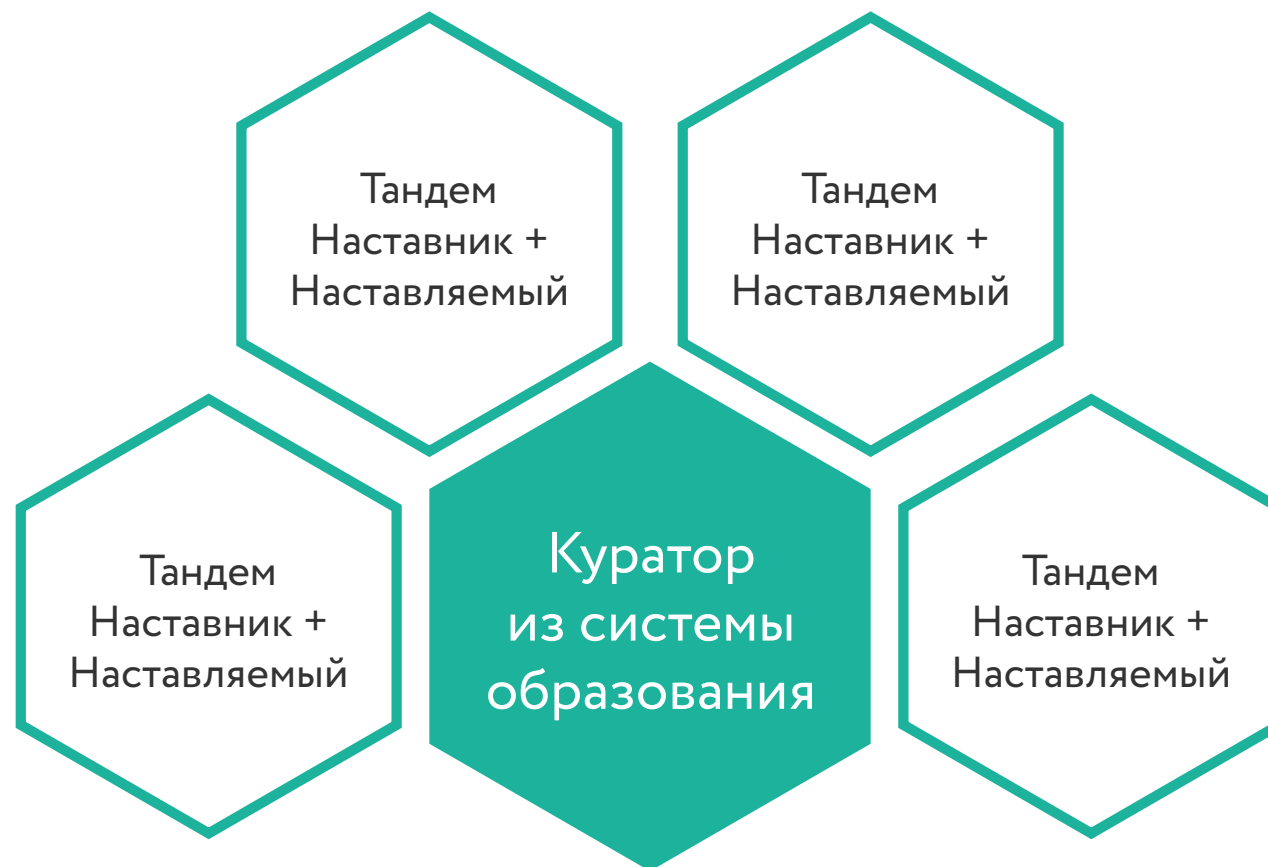 Тандем
Наставник +
Наставляемый
Тандем
Наставник +
Наставляемый
Тандем
Наставник +
Наставляемый
Куратор
из системы
образования
Тандем
Наставник +
Наставляемый